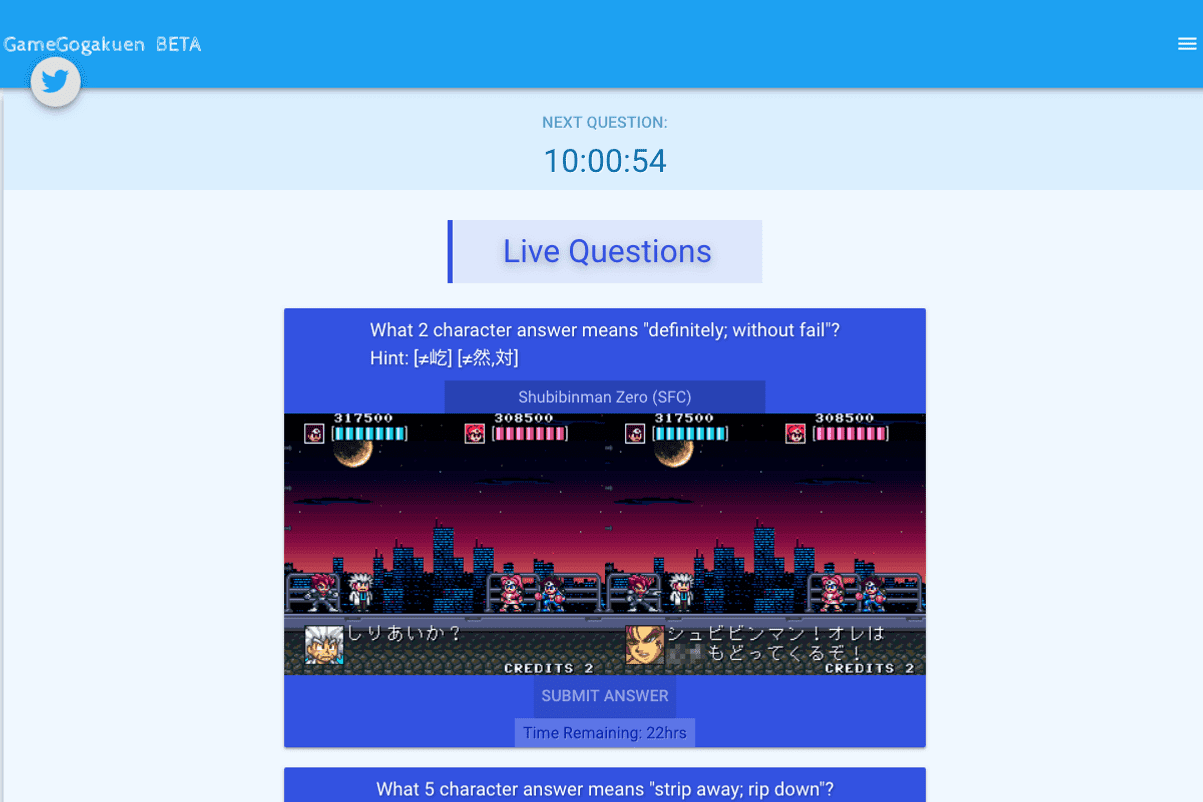 GameGogakuen BETA
NEXT QUESTION:
10:00:54
Live Questions
What 2 character answer means "definitely; without fail"?
Hint: [≠屹] [≠然,対]
Shubibinman Zero (SFC)
317500 308500 317500 308500
しりあいか?
シュビビンマン!オレは
もどってくるぞ!
CREDITS 2 CREDITS 2
SUBMIT ANSWER
Time Remaining: 22hrs
What 5 character answer means "strip away; rip down"?